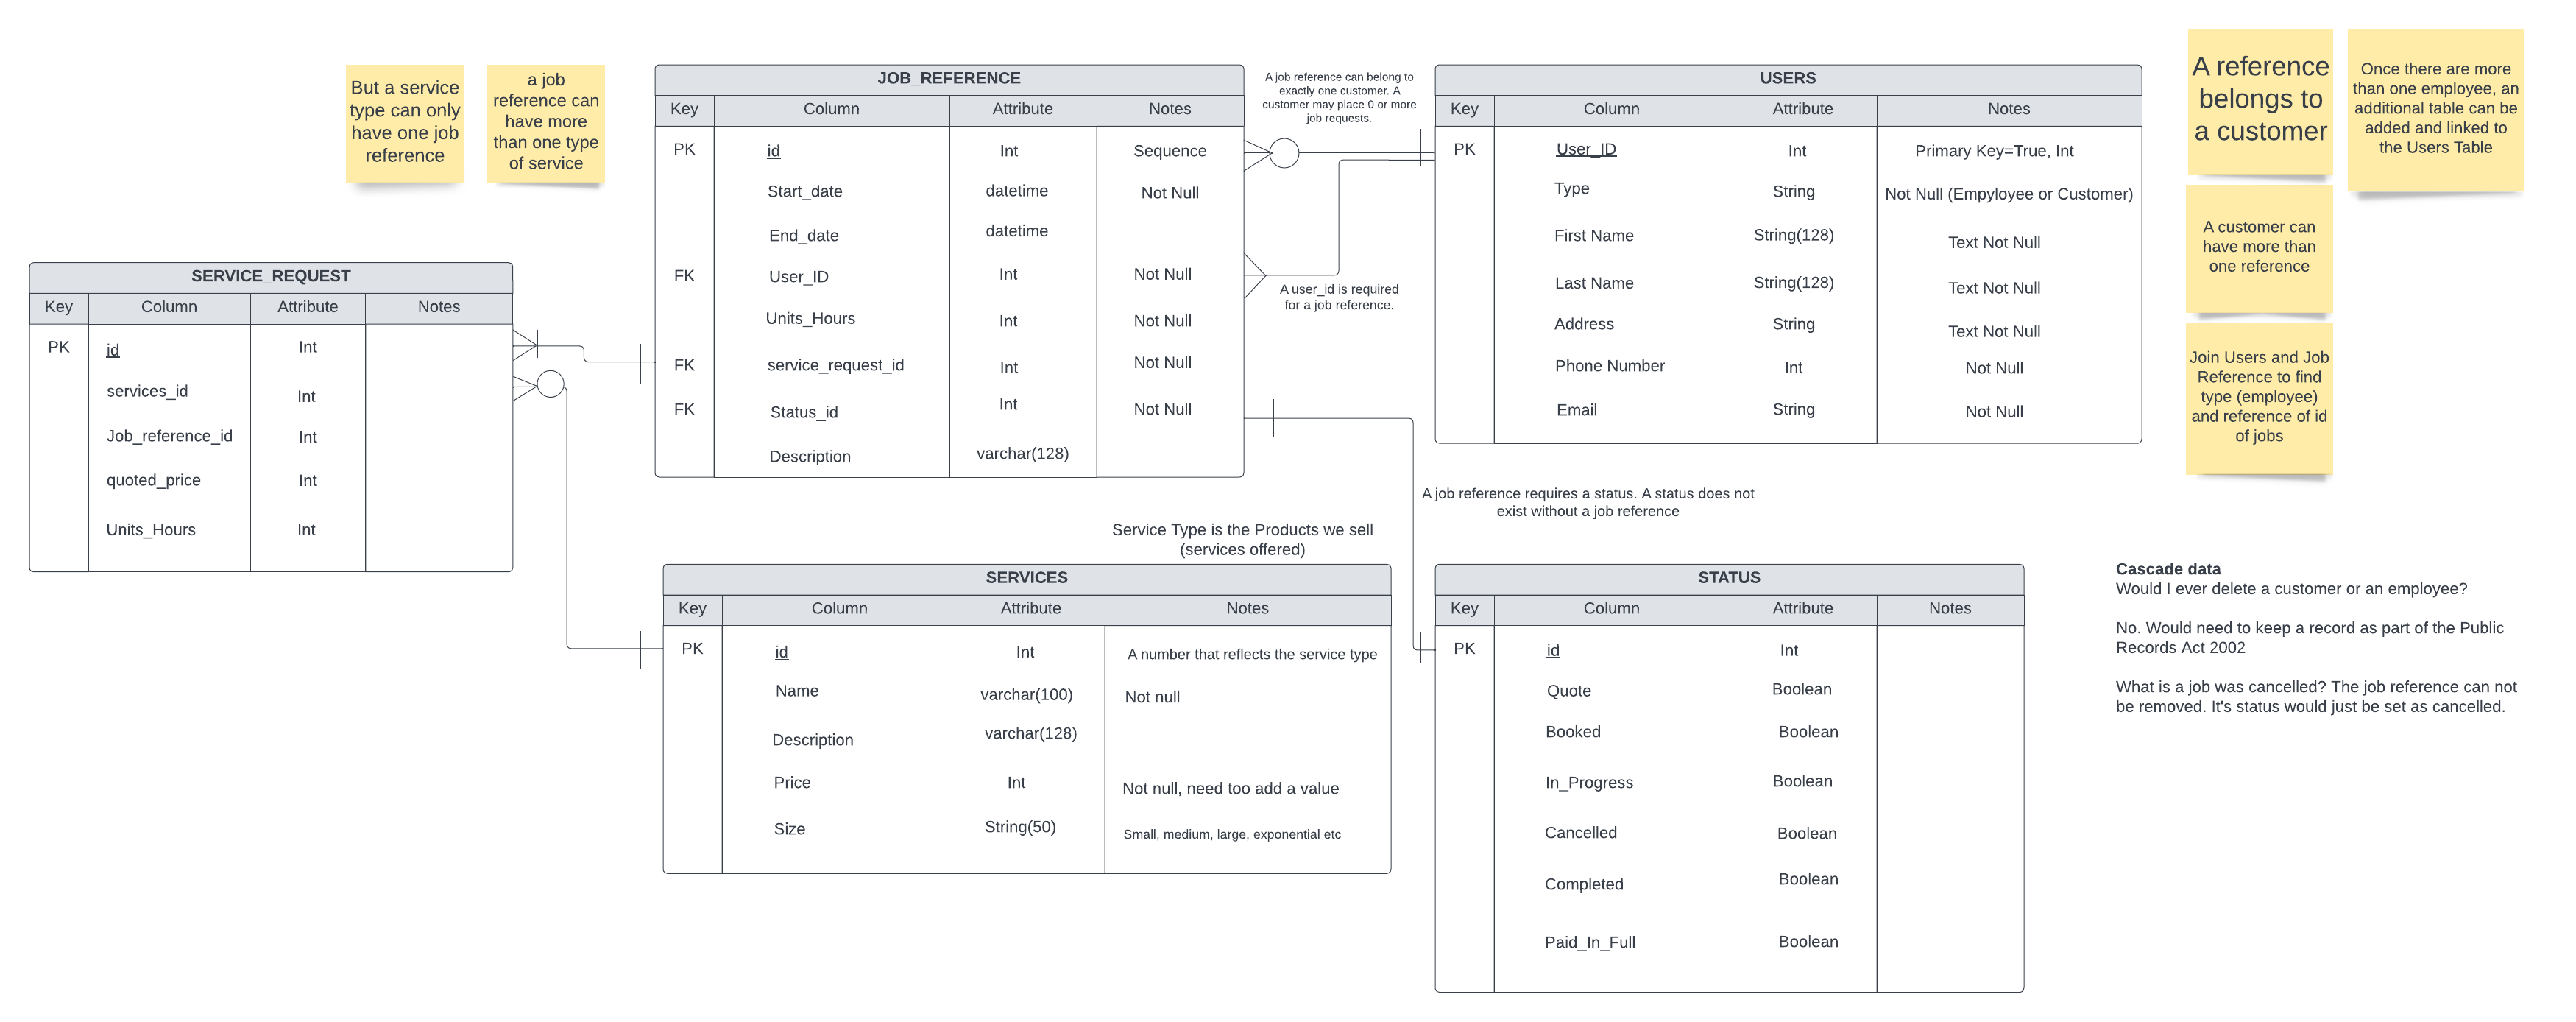 But a service
type can only
have one job
reference
a job
reference can
have more
than one type
of service
JOB_REFERENCE
Key Column Attribute Notes
PK id Int Sequence
Start_date datetime Not Null
End_date datetime
FK User_ID Int Not Null
Units_Hours Int Not Null
FK service_request_id Int Not Null
FK Status_id Int Not Null
Description varchar(128)
A job reference can belong to
exactly one customer. A
customer may place 0 or more
job requests.
A user_id is required
for a job reference.
USERS
Key Column Attribute Notes
PK User_ID Int Primary Key=True, Int
Type String Not Null (Empyloyee or Customer)
First Name String(128) Text Not Null
Last Name String(128) Text Not Null
Address String Text Not Null
Phone Number Int Not Null
Email String Not Null
A reference
belongs to
a customer
Once there are more
than one employee, an
additional table can be
added and linked to
the Users Table
A customer can
have more than
one reference
Join Users and Job
Reference to find
type (employee)
and reference of id
of jobs
SERVICE_REQUEST
Key Column Attribute Notes
PK id Int
services_id Int
Job_reference_id Int
quoted_price Int
Units_Hours Int
A job reference requires a status. A status does not
exist without a job reference
Service Type is the Products we sell
(services offered)
SERVICES
Key Column Attribute Notes
PK id Int A number that reflects the service type
Name varchar(100) Not null
Description varchar(128)
Price Int Not null, need too add a value
Size String(50) Small, medium, large, exponential etc
STATUS
Key Column Attribute Notes
PK id Int
Quote Boolean
Booked Boolean
In_Progress Boolean
Cancelled Boolean
Completed Boolean
Paid_In_Full Boolean
Cascade data
Would I ever delete a customer or an employee?
No. Would need to keep a record as part of the Public
Records Act 2002
What is a job was cancelled? The job reference can not
be removed. It's status would just be set as cancelled.